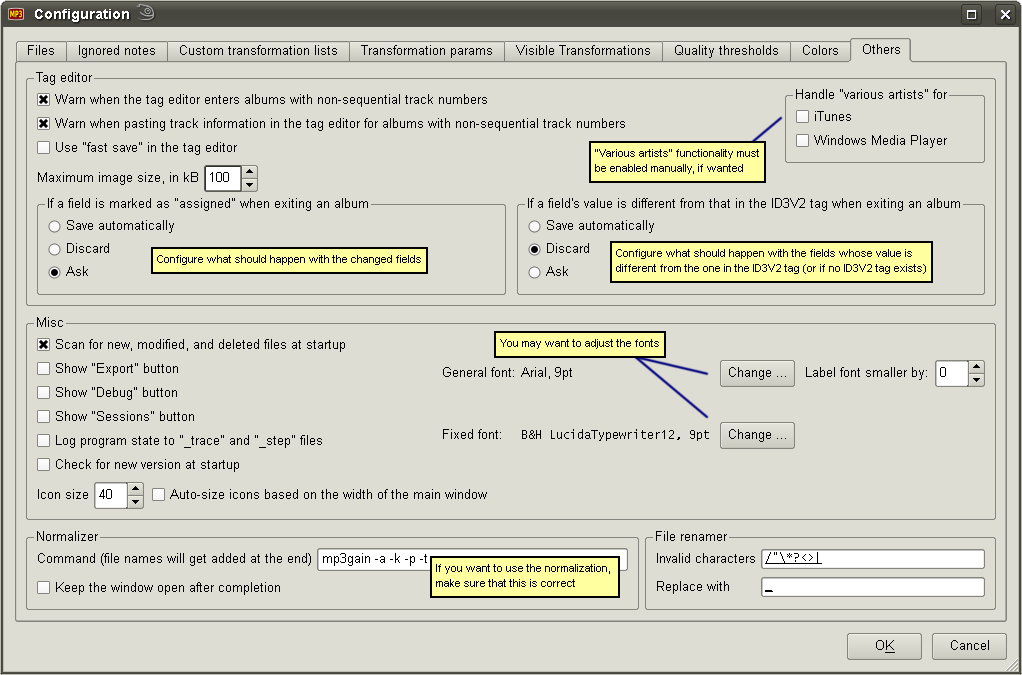 MP3 Configuration
Files Ignored notes Custom transformation lists Transformation params Visible Transformations Quality thresholds Colors Others
Tag editor
Warn when the tag editor enters albums with non-sequential track numbers
Warn when pasting track information in the tag editor for albums with non-sequential track numbers
Use "fast save" in the tag editor
Maximum image size, in kB 100
Handle "various artists" for
iTunes
Windows Media Player
"Various artists" functionality must
be enabled manually, if wanted
If a field is marked as "assigned" when exiting an album
Save automatically
Discard
Ask
Configure what should happen with the changed fields
If a field's value is different from that in the ID3V2 tag when exiting an album
Save automatically
Discard
Ask
Configure what should happen with the fields whose value is
different from the one in the ID3V2 tag (or if no ID3V2 tag exists)
Misc
Scan for new, modified, and deleted files at startup
Show "Export" button
Show "Debug" button
Show "Sessions" button
Log program state to "_trace" and "_step" files
Check for new version at startup
Icon size 40 Auto-size icons based on the width of the main window
You may want to adjust the fonts
General font: Arial, 9pt Change ... Label font smaller by: 0
Fixed font: B&H LucidaTypewriter12, 9pt Change ...
Normalizer
Command (file names will get added at the end) mp3gain -a -k -p -t
Keep the window open after completion
If you want to use the normalization,
make sure that this is correct
File renamer
Invalid characters /"\*?<>|
Replace with _
OK Cancel